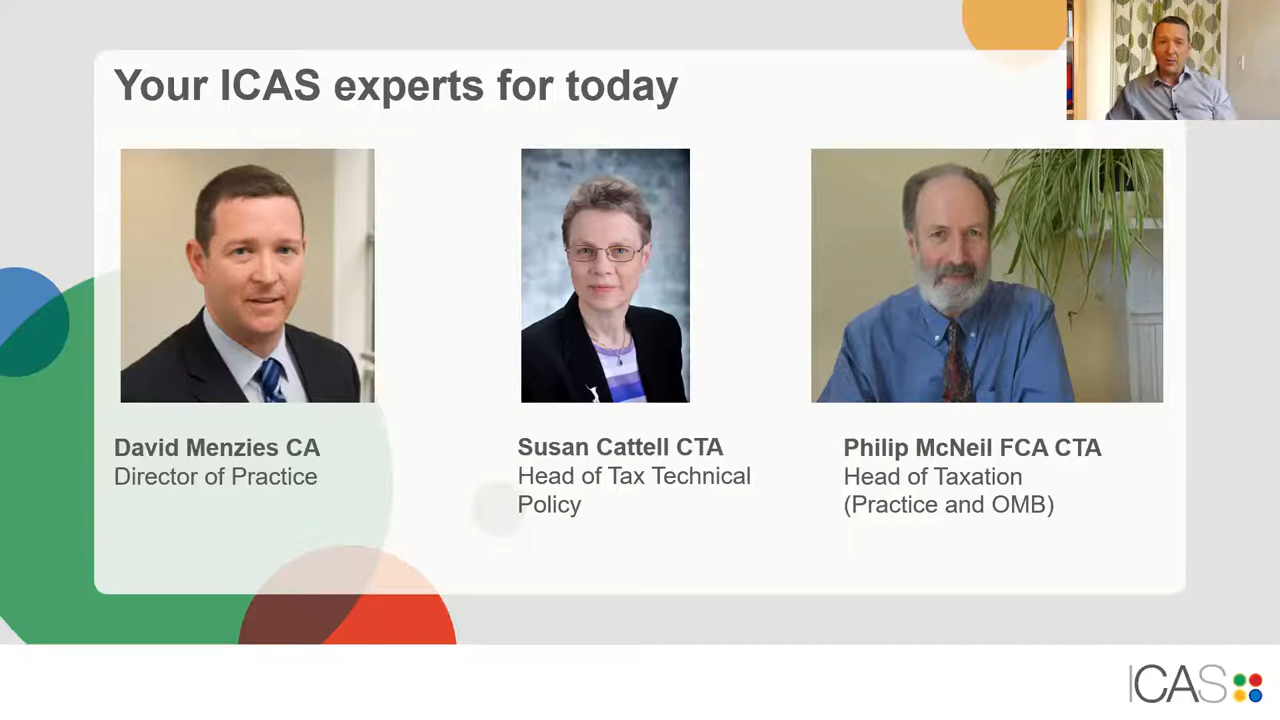 Your ICAS experts for today
David Menzies CA
Director of Practice
Susan Cattell CTA
Head of Tax Technical
Policy
Philip McNeil FCA CTA
Head of Taxation
(Practice and OMB)
ICAS